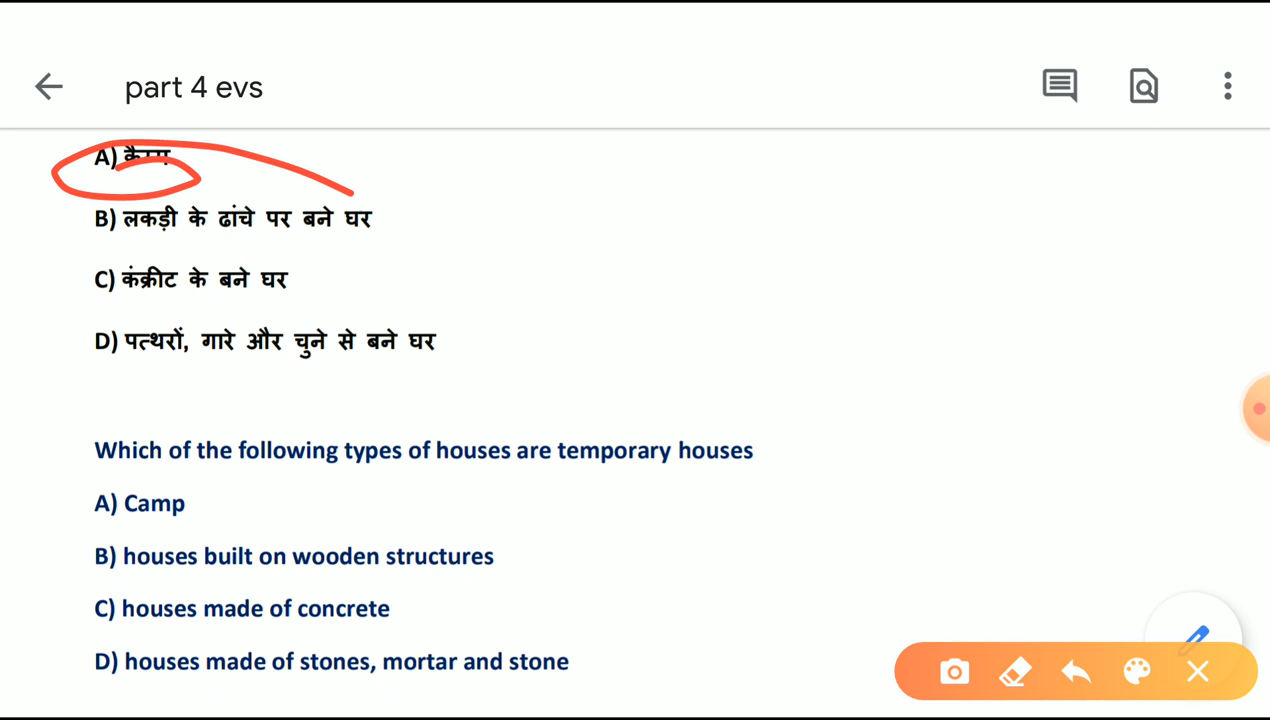 part 4 evs
A) कैम्प
B) लकड़ी के ढांचे पर बने घर
C) कंक्रीट के बने घर
D) पत्थरों, गारे और चुने से बने घर
Which of the following types of houses are temporary houses
A) Camp
B) houses built on wooden structures
C) houses made of concrete
D) houses made of stones, mortar and stone